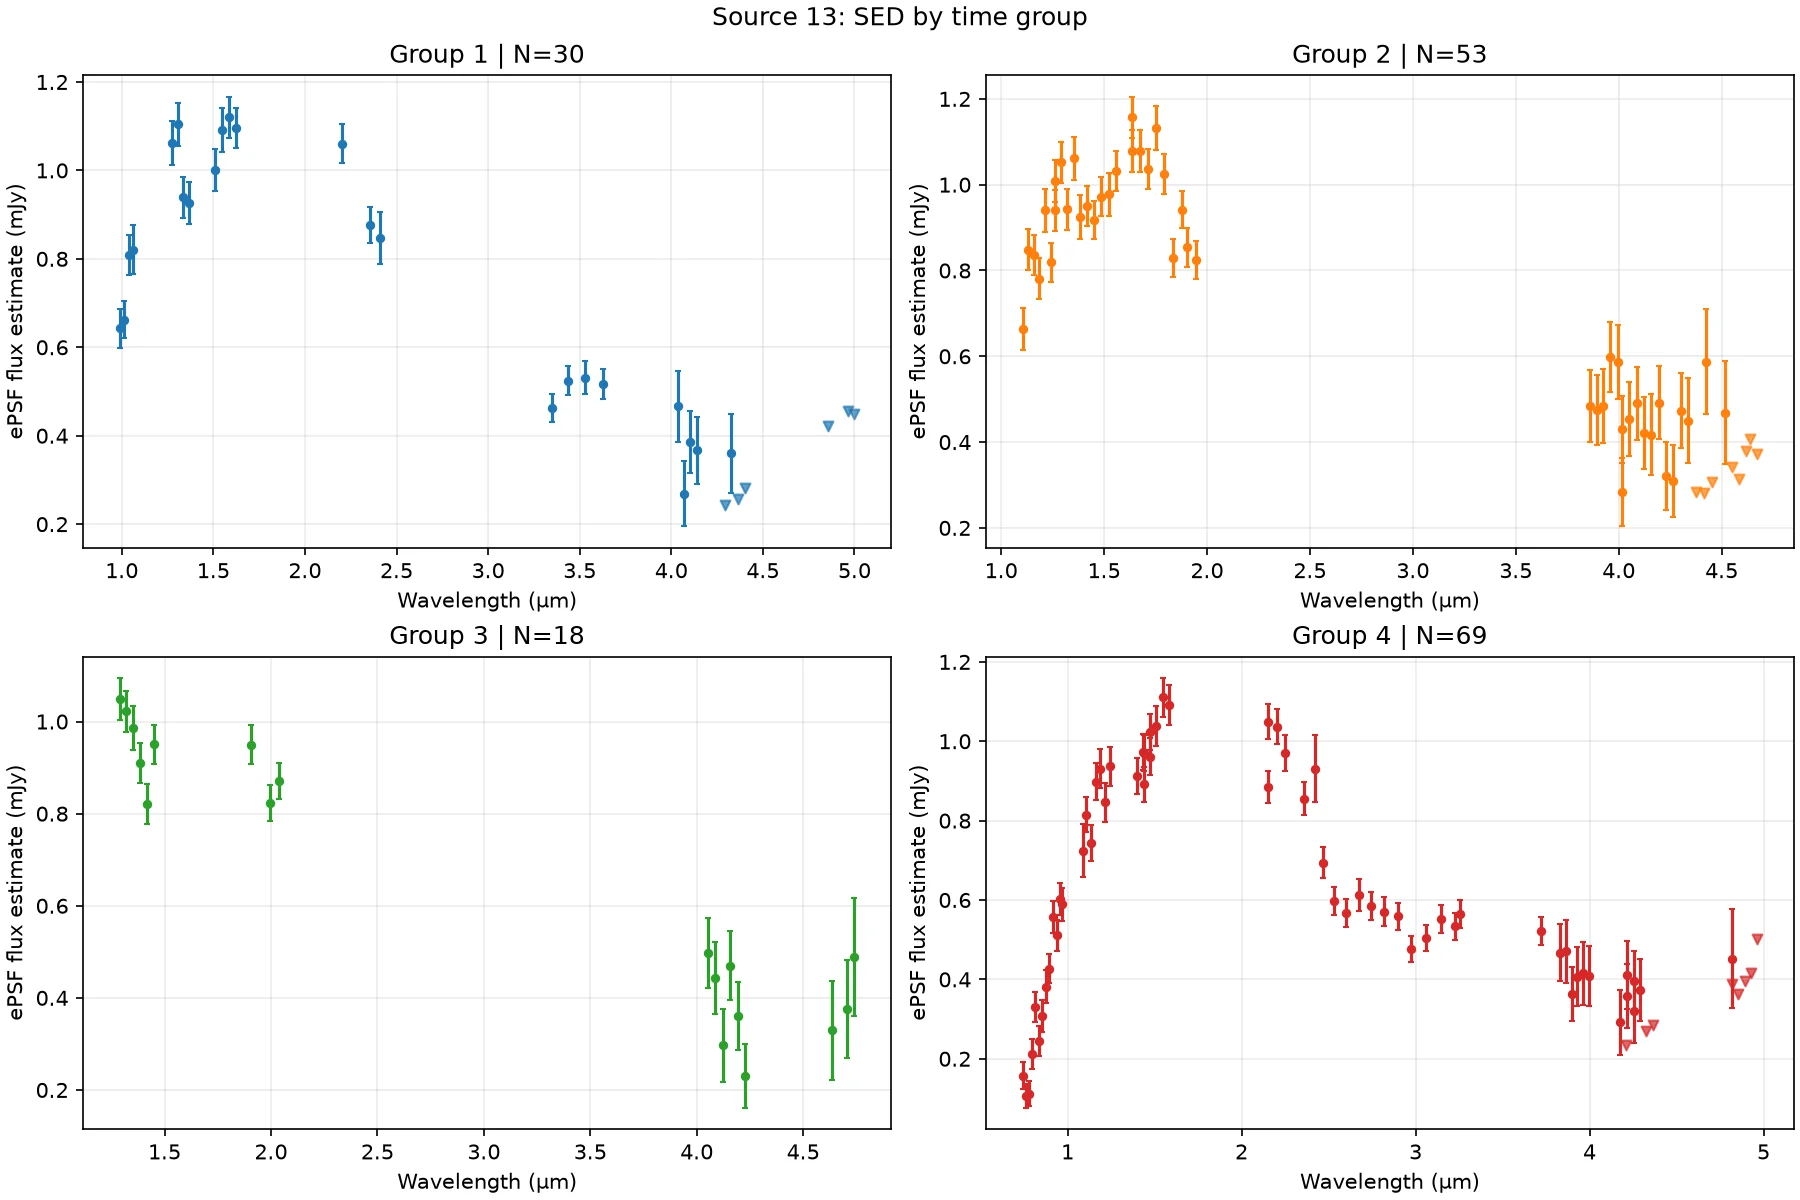 Source 13: SED by time group
Group 1 | N=30
ePSF flux estimate (mJy)
1.2
1.0
0.8
0.6
0.4
0.2
1.0 1.5 2.0 2.5 3.0 3.5 4.0 4.5 5.0
Wavelength (μm)
Group 2 | N=53
ePSF flux estimate (mJy)
1.2
1.0
0.8
0.6
0.4
0.2
1.0 1.5 2.0 2.5 3.0 3.5 4.0 4.5
Wavelength (μm)
Group 3 | N=18
ePSF flux estimate (mJy)
1.0
0.8
0.6
0.4
0.2
1.5 2.0 2.5 3.0 3.5 4.0 4.5
Wavelength (μm)
Group 4 | N=69
ePSF flux estimate (mJy)
1.2
1.0
0.8
0.6
0.4
0.2
1 2 3 4 5
Wavelength (μm)